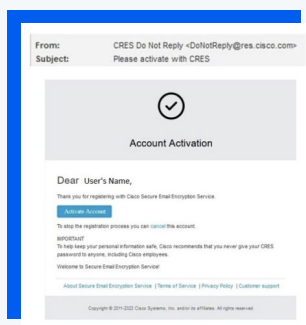 From: CRES Do Not Reply <DoNotReply@res.cisco.com>
Subject: Please activate with CRES
Account Activation
Dear User's Name,
Thank you for registering with Cisco Secure Email Encryption Service.
Activate Account
To stop the registration process you can cancel this account.
IMPORTANT
To help keep your personal information safe, Cisco recommends that you never give your CRES
password to anyone, including Cisco employees.
Welcome to Secure Email Encryption Service!
About Secure Email Encryption Service | Terms of Service | Privacy Policy | Customer support
Copyright © 2011-2022 Cisco Systems, Inc. and/or its affiliates. All rights reserved.